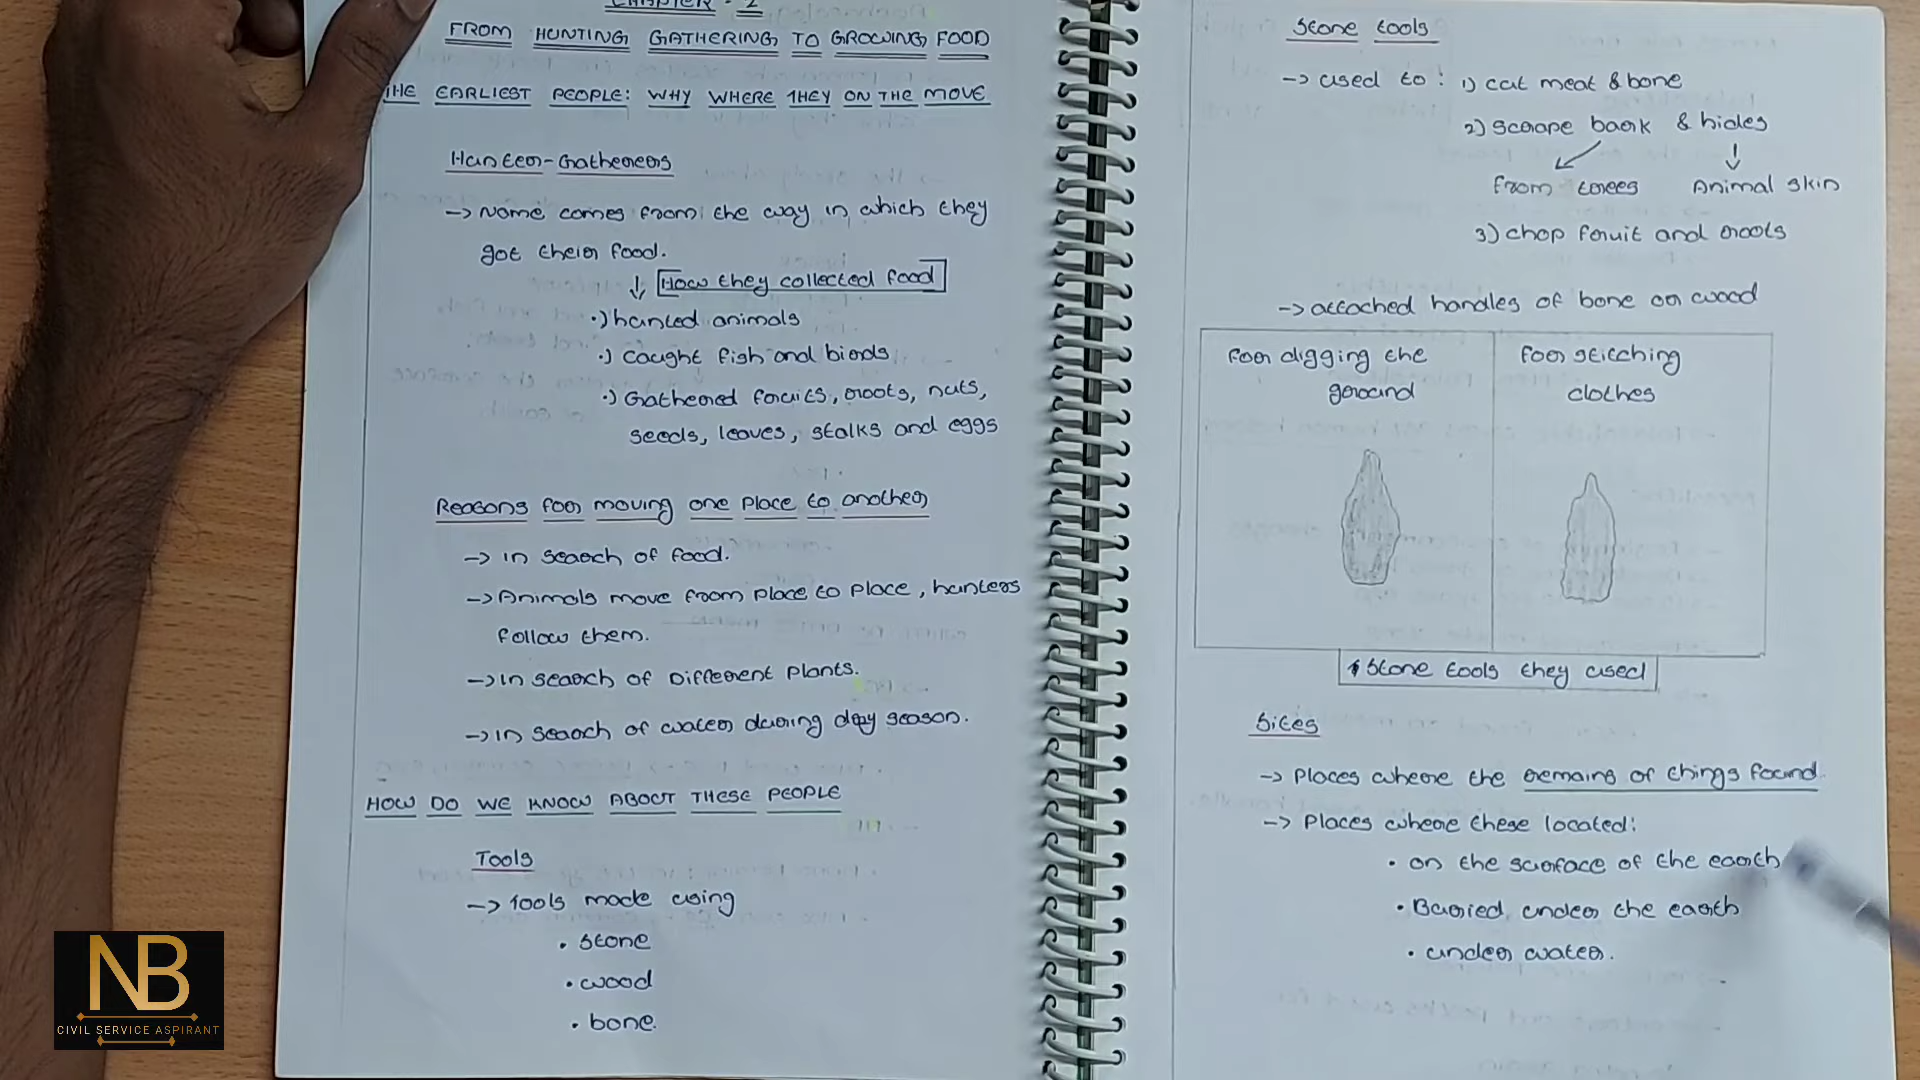 CHAPTER - 2
FROM HUNTING GATHERING TO GROWING FOOD
THE EARLIEST PEOPLE: WHY WHERE THEY ON THE MOVE
Hunter-Gatherers
-> Name comes from the way in which they
got their food.
↓ How they collected food
·) hunted animals
·) caught fish and birds
·) Gathered fruits, roots, nuts,
seeds, leaves, stalks and eggs
Reasons for moving one place to another
-> In search of food.
-> Animals move from place to place, hunters
follow them.
-> In search of Different plants.
-> In search of water during dry season.
HOW DO WE KNOW ABOUT THESE PEOPLE
Tools
-> Tools made using
• Stone
• wood
• bone.
NB
CIVIL SERVICE ASPIRANT
Stone tools
-> used to : 1) cut meat & bone
2) scrape bark & hides
from trees Animal skin
3) chop fruit and roots
-> attached handles of bone or wood
For digging the
ground
For stitching
clothes
Stone tools they used
Sites
-> Places where the remains of things found
-> Places where these located:
• on the surface of the earth
• Buried under the earth
• under water.